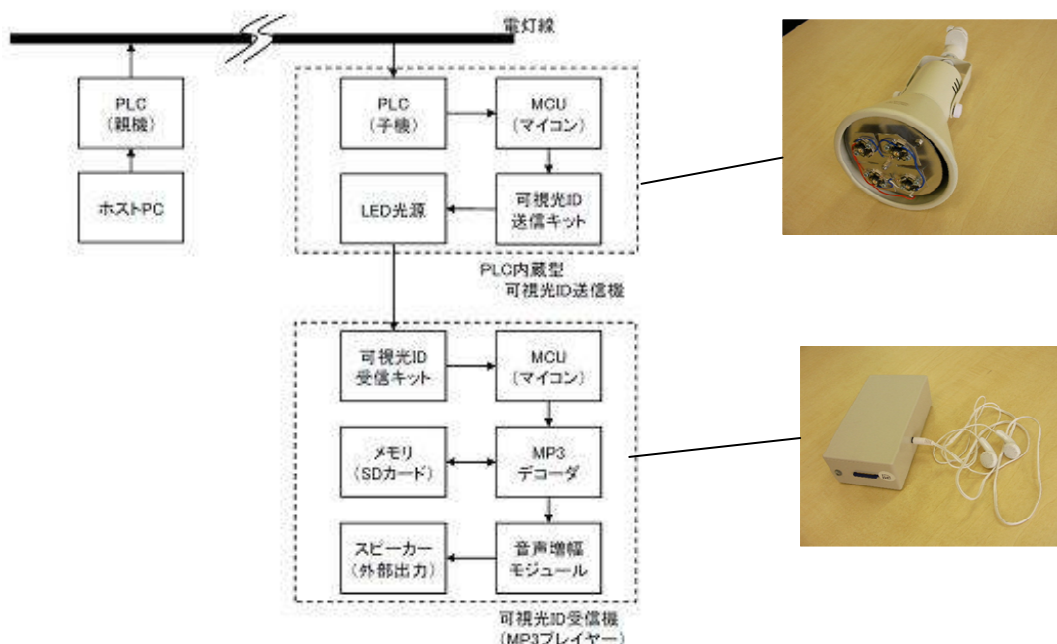 電灯線
PLC
(親機)
ホストPC
PLC
(子機)
MCU
(マイコン)
LED光源
可視光ID
送信キット
PLC内蔵型
可視光ID送信機
可視光ID
受信キット
MCU
(マイコン)
メモリ
(SDカード)
MP3
デコーダ
スピーカー
(外部出力)
音声増幅
モジュール
可視光ID受信機
(MP3プレイヤー)